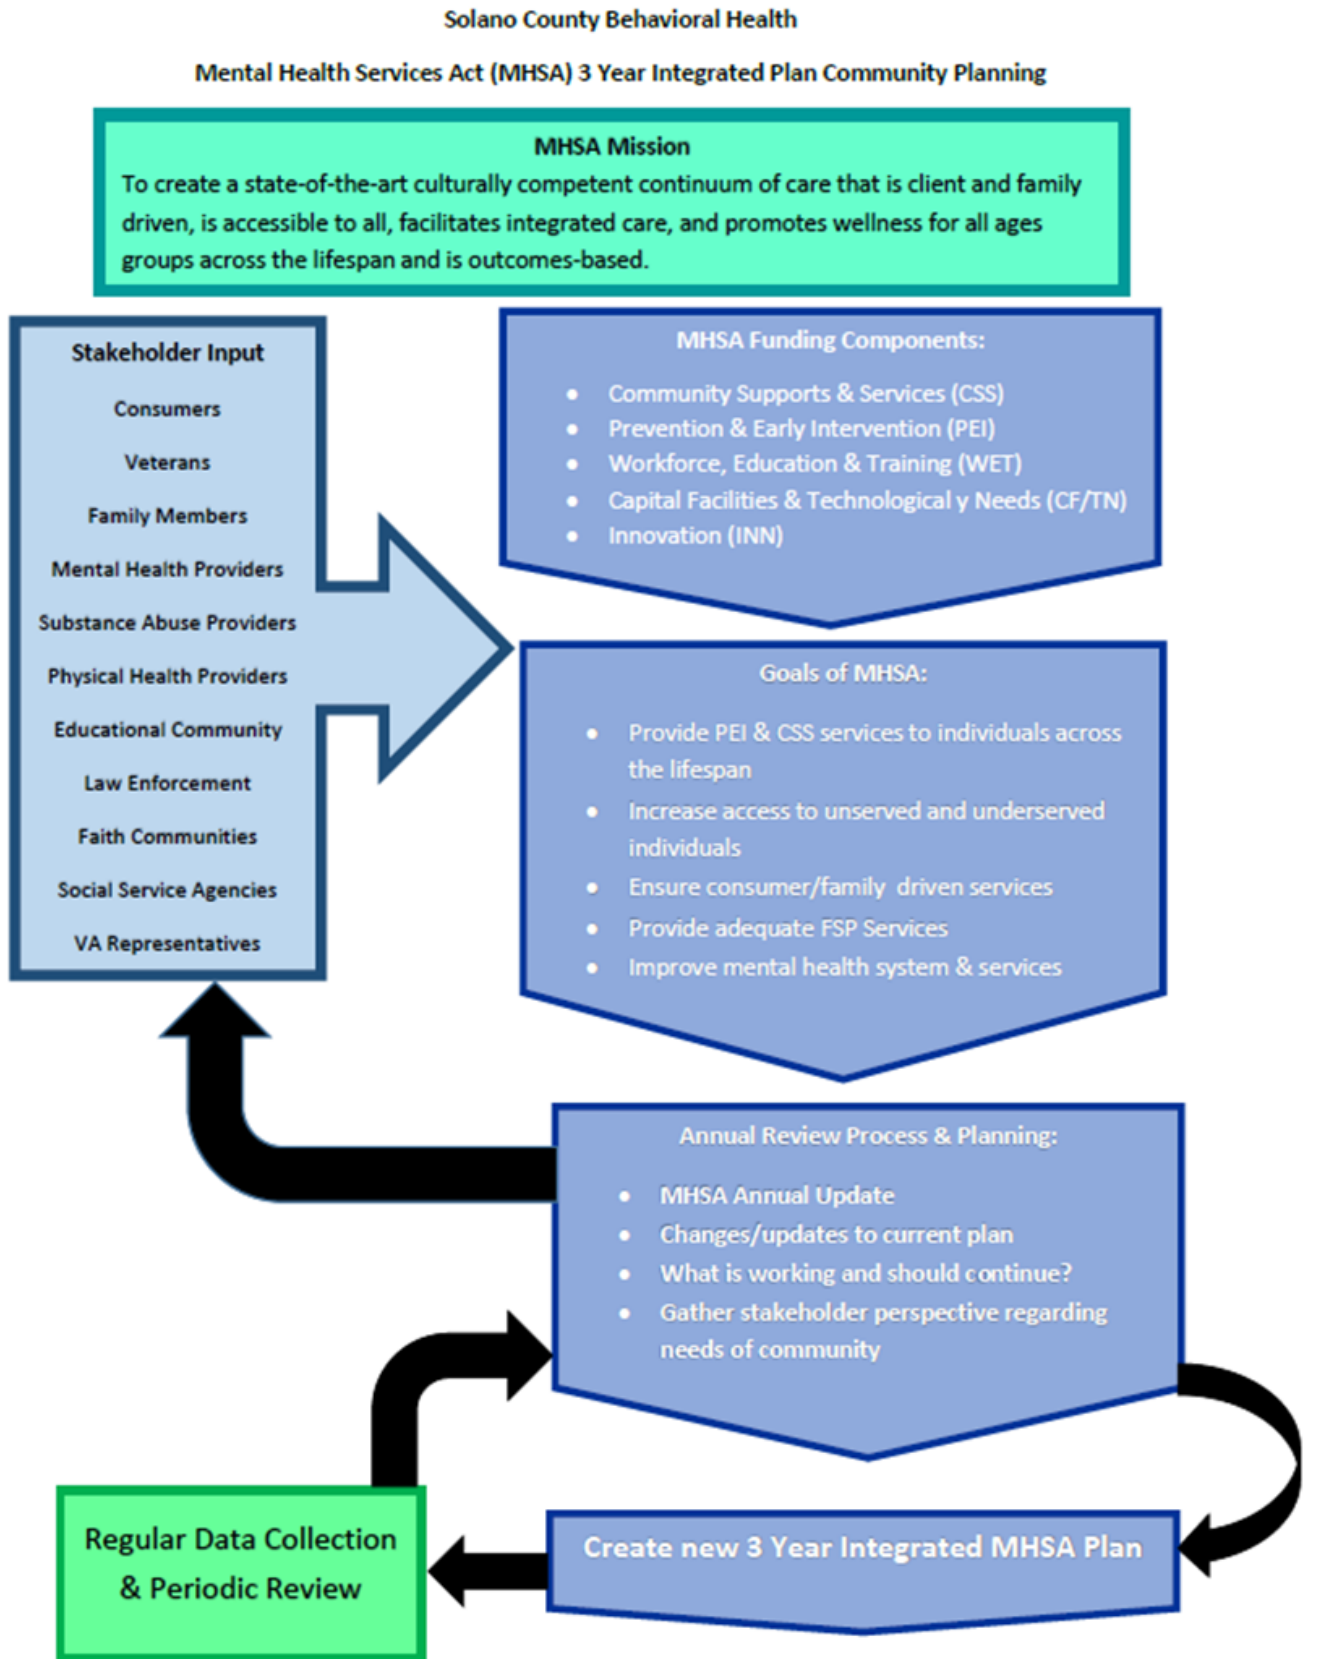 Solano County Behavioral Health
Mental Health Services Act (MHSA) 3 Year Integrated Plan Community Planning
MHSA Mission
To create a state-of-the-art culturally competent continuum of care that is client and family
driven, is accessible to all, facilitates integrated care, and promotes wellness for all ages
groups across the lifespan and is outcomes-based.
Stakeholder Input
Consumers
Veterans
Family Members
Mental Health Providers
Substance Abuse Providers
Physical Health Providers
Educational Community
Law Enforcement
Faith Communities
Social Service Agencies
VA Representatives
MHSA Funding Components:
• Community Supports & Services (CSS)
• Prevention & Early Intervention (PEI)
• Workforce, Education & Training (WET)
• Capital Facilities & Technological y Needs (CF/TN)
• Innovation (INN)
Goals of MHSA:
• Provide PEI & CSS services to individuals across
the lifespan
• Increase access to unserved and underserved
individuals
• Ensure consumer/family driven services
• Provide adequate FSP Services
• Improve mental health system & services
Annual Review Process & Planning:
• MHSA Annual Update
• Changes/updates to current plan
• What is working and should continue?
• Gather stakeholder perspective regarding
needs of community
Create new 3 Year Integrated MHSA Plan
Regular Data Collection
& Periodic Review